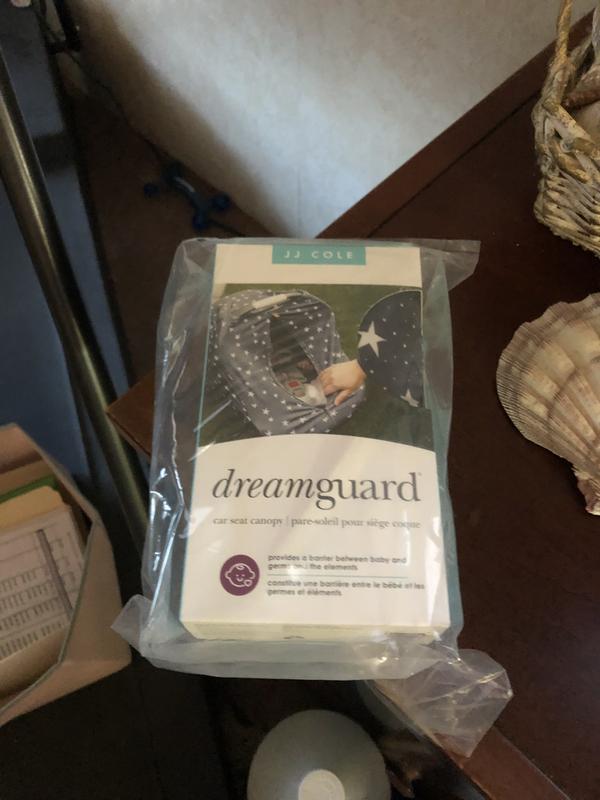 JJ COLE
dreamguard
car seat canopy | pare-soleil pour siège coque
provides a barrier between baby and
germs and the elements
constitue une barrière entre le bébé et les
germes et éléments